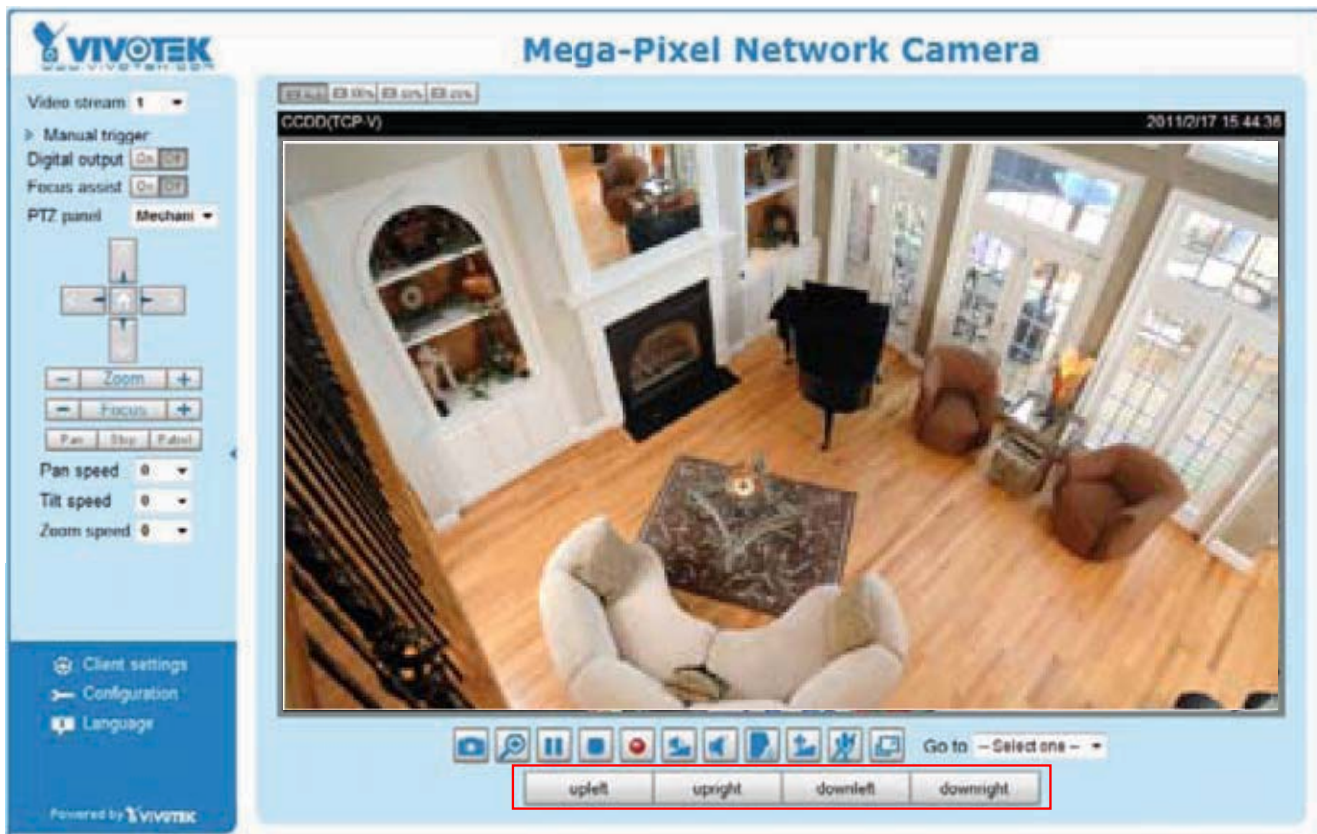 VIVOTEK
www.vivotek.com
Mega-Pixel Network Camera
Video stream 1
Manual trigger
Digital output On Off
Focus assist On Off
PTZ panel Mechani
Zoom
Focus
Pan Stop Patrol
Pan speed 0
Tilt speed 0
Zoom speed 0
Client settings
Configuration
Language
Powered by VIVOTEK
CCDD(TCP-V) 2011/2/17 15:44:36
Go to -- Select one --
upleft upright downleft downright